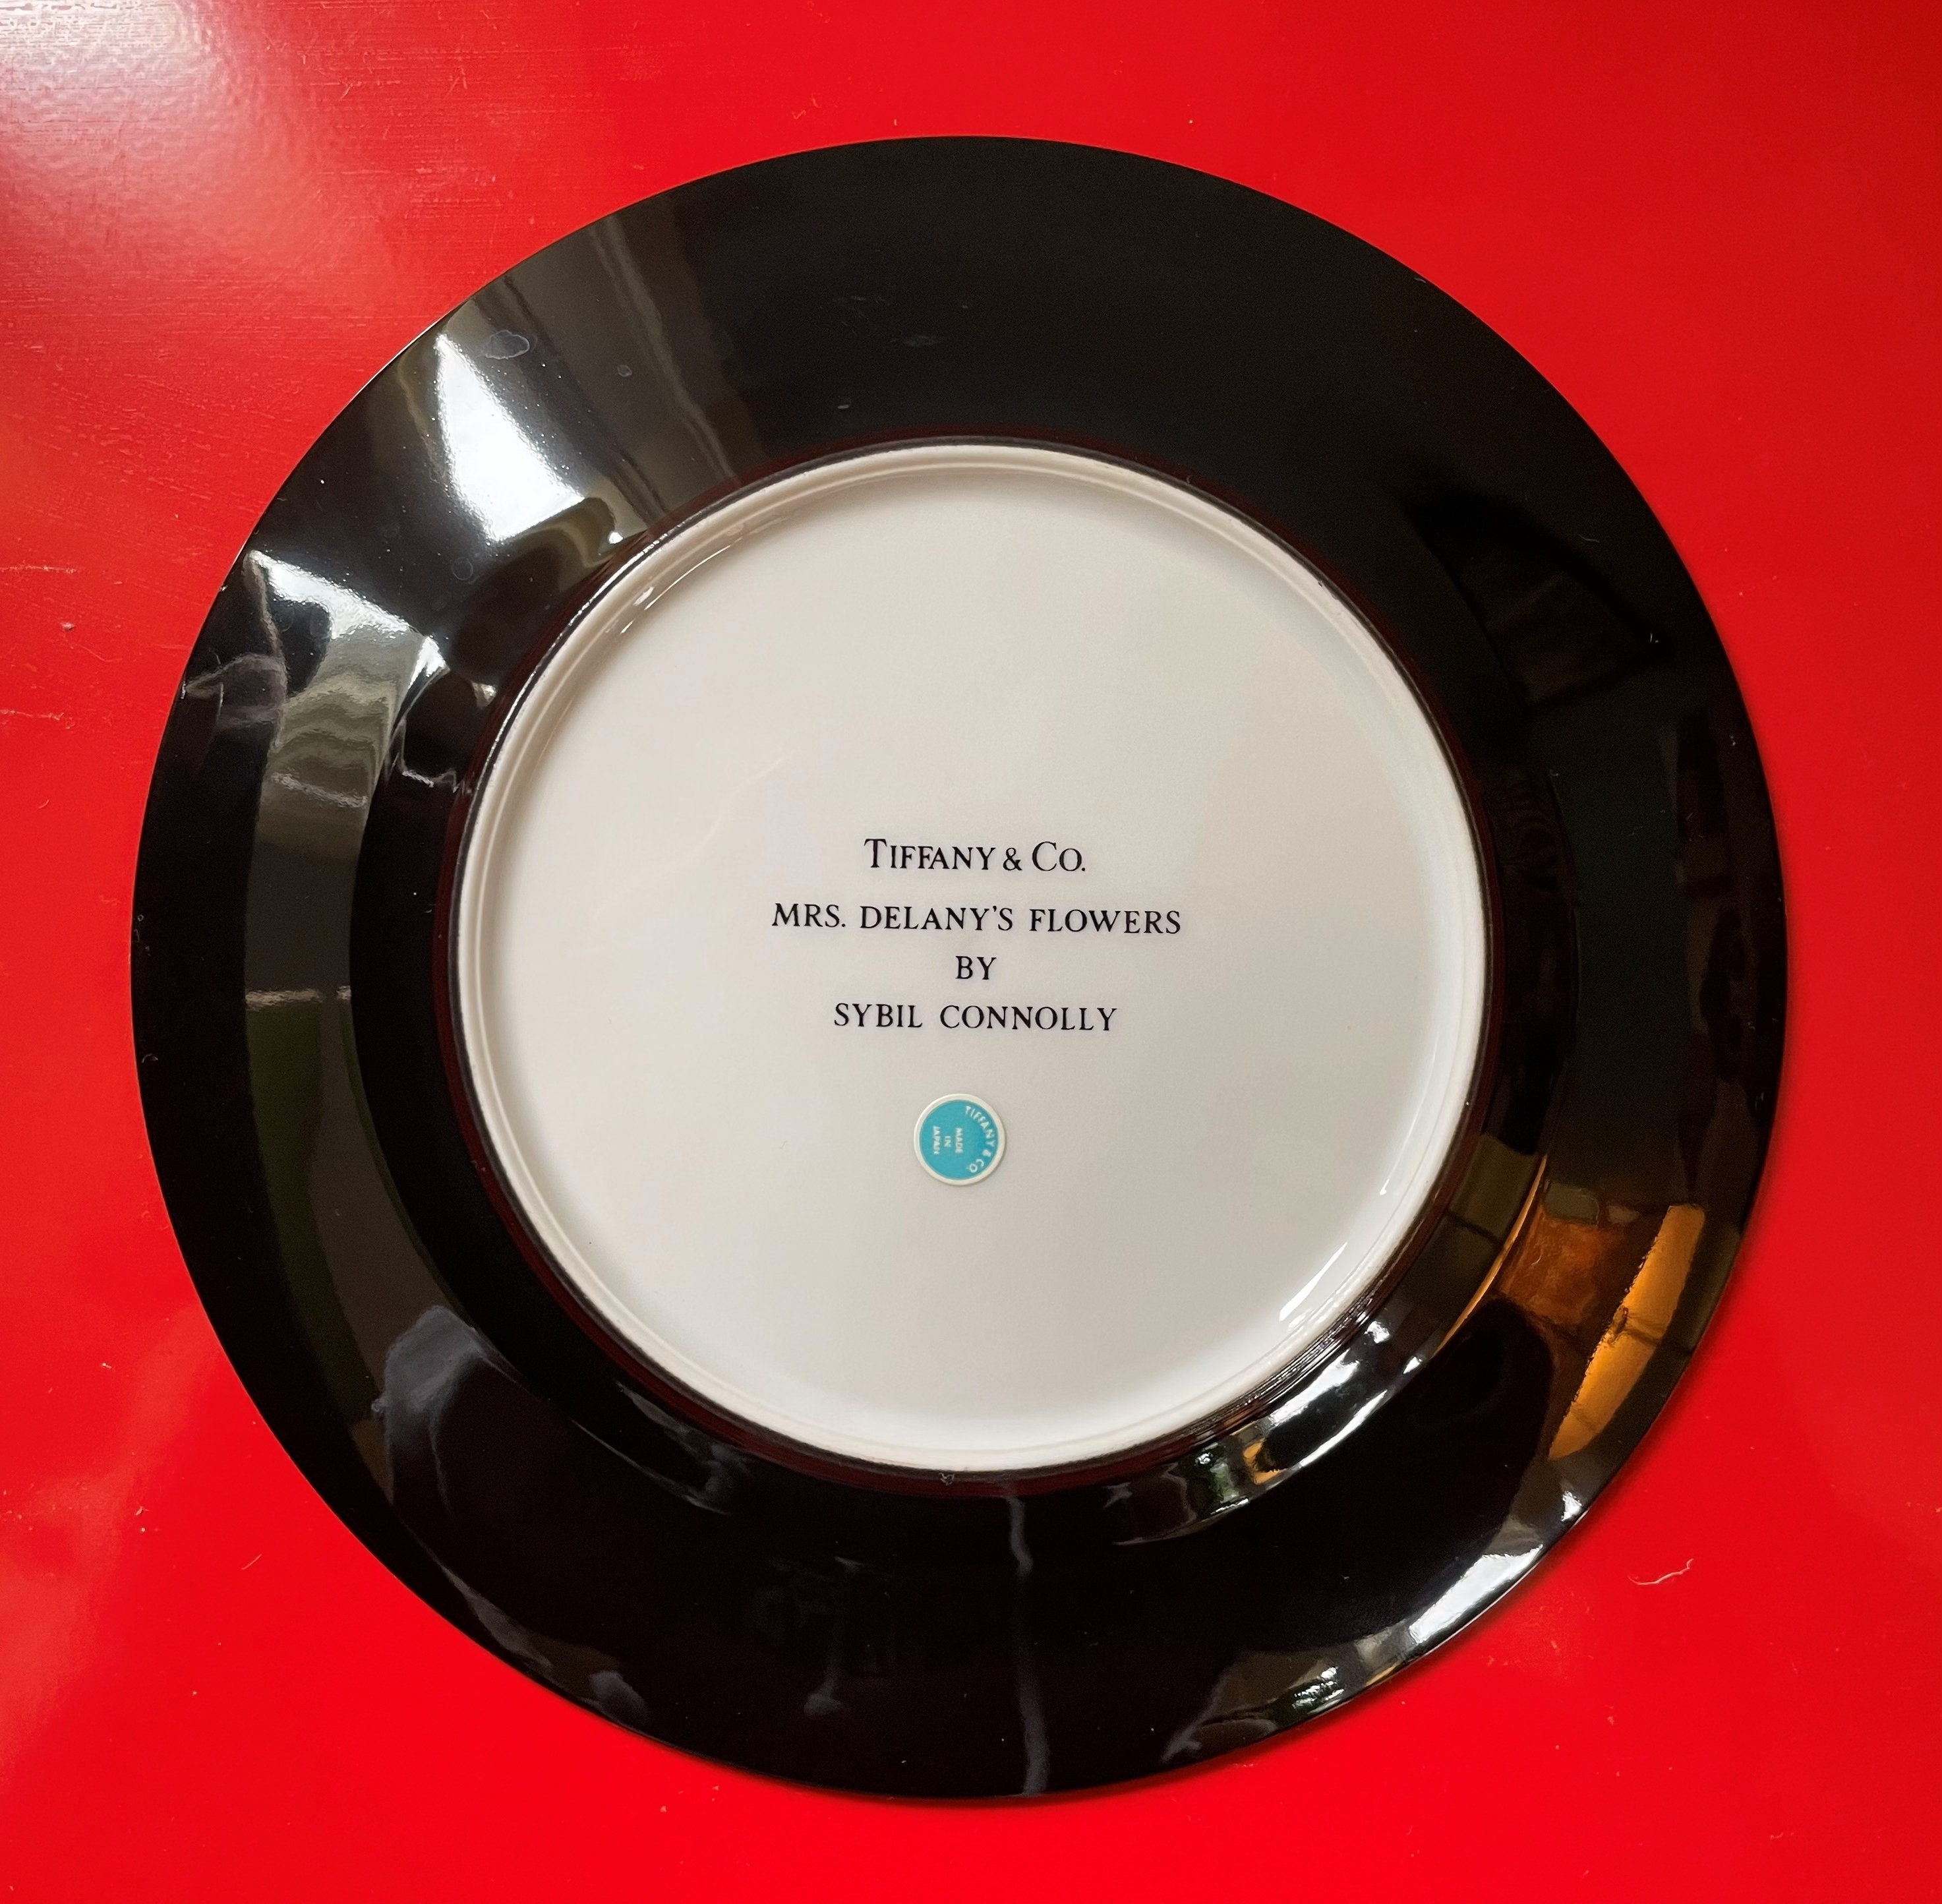 TIFFANY & CO.
MRS. DELANY'S FLOWERS
BY
SYBIL CONNOLLY
TIFFANY & CO.
MADE
IN
JAPAN